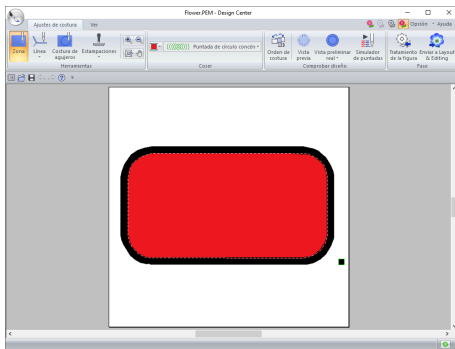 Flower.PEM - Design Center
Ajustes de costura Ver
Opción Ayuda
Zona Línea Costura de agujeros Estampaciones
Puntada de círculo concén
Orden de costura Vista previa Vista preliminar real Simulador de puntadas
Tratamiento de la figura Enviar a Layout & Editing
Herramientas Coser Comprobar diseño Fase